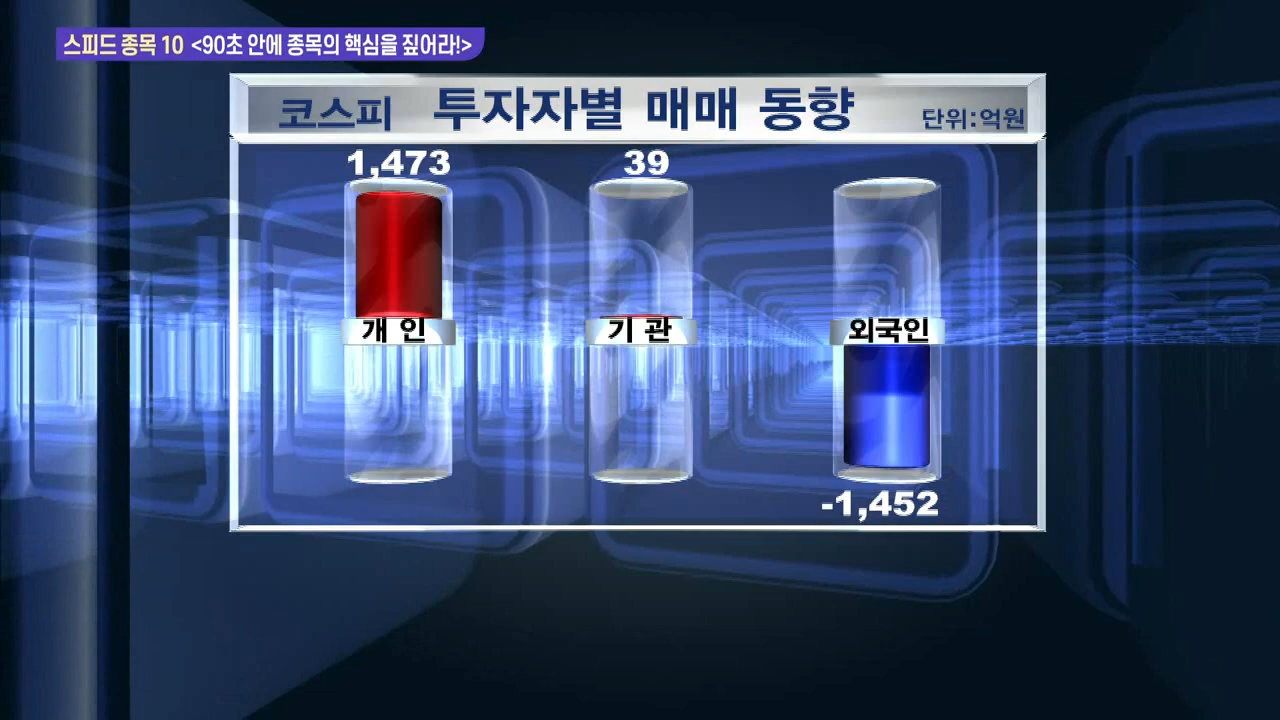 스피드 종목 10 <90초 안에 종목의 핵심을 짚어라!>
코스피 투자자별 매매 동향 단위:억원
1,473 39
개 인 기 관 외국인
-1,452